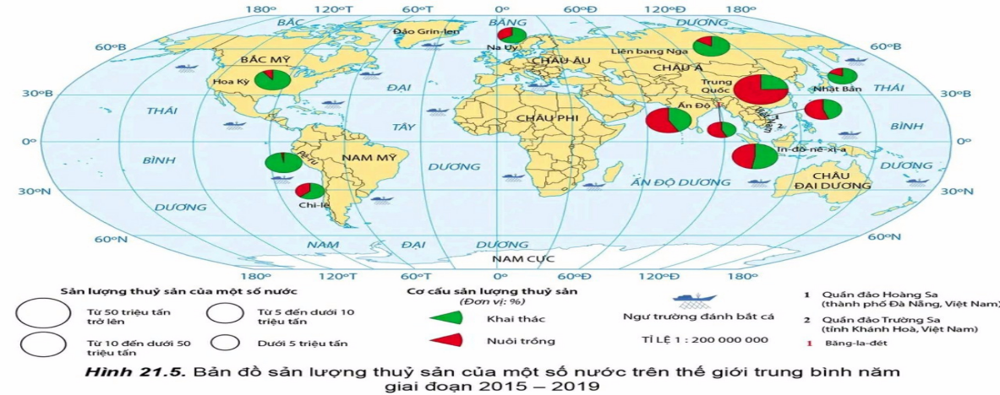 180° 120°T 60°T 0° 60°Đ 120°Đ 180°
BẮC BĂNG DƯƠNG
Đảo Grin-len
60°B 60°B
Na Uy
Liên bang Nga
BẮC MỸ
CHÂU ÂU
CHÂU Á
Hoa Kỳ
ĐẠI
Trung Quốc
Nhật Bản
THÁI
30°B 30°B
THÁI
Ấn Độ
1
Việt Nam
1
2
CHÂU PHI
TÂY
BÌNH
0° 0°
BÌNH
Pê-ru
NAM MỸ
DƯƠNG
In-đô-nê-xi-a
DƯƠNG
CHÂU
ĐẠI DƯƠNG
ẤN ĐỘ DƯƠNG
30°N 30°N
Chi-lê
DƯƠNG
60°N 60°N
NAM ĐẠI DƯƠNG
NAM CỰC
180° 120°T 60°T 0° 60°Đ 120°Đ 180°
Sản lượng thuỷ sản của một số nước
Từ 50 triệu tấn
trở lên
Từ 5 đến dưới 10
triệu tấn
Từ 10 đến dưới 50
triệu tấn
Dưới 5 triệu tấn
Cơ cấu sản lượng thuỷ sản
(Đơn vị: %)
Khai thác
Nuôi trồng
Ngư trường đánh bắt cá
TỈ LỆ 1 : 200 000 000
1 Quần đảo Hoàng Sa
(thành phố Đà Nẵng, Việt Nam)
2 Quần đảo Trường Sa
(tỉnh Khánh Hoà, Việt Nam)
1 Băng-la-đét
Hình 21.5. Bản đồ sản lượng thuỷ sản của một số nước trên thế giới trung bình năm
giai đoạn 2015 – 2019